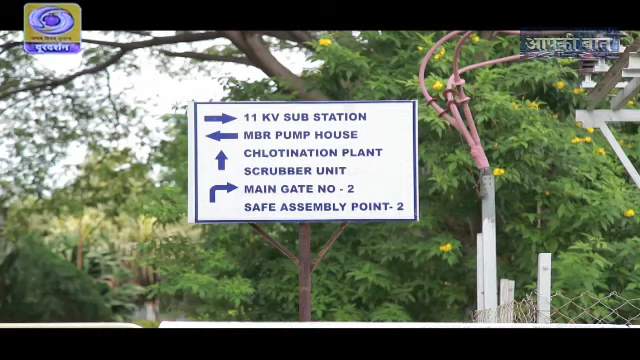 दूरदर्शन
आपकी बात
11 KV SUB STATION
MBR PUMP HOUSE
CHLOTINATION PLANT
SCRUBBER UNIT
MAIN GATE NO - 2
SAFE ASSEMBLY POINT- 2